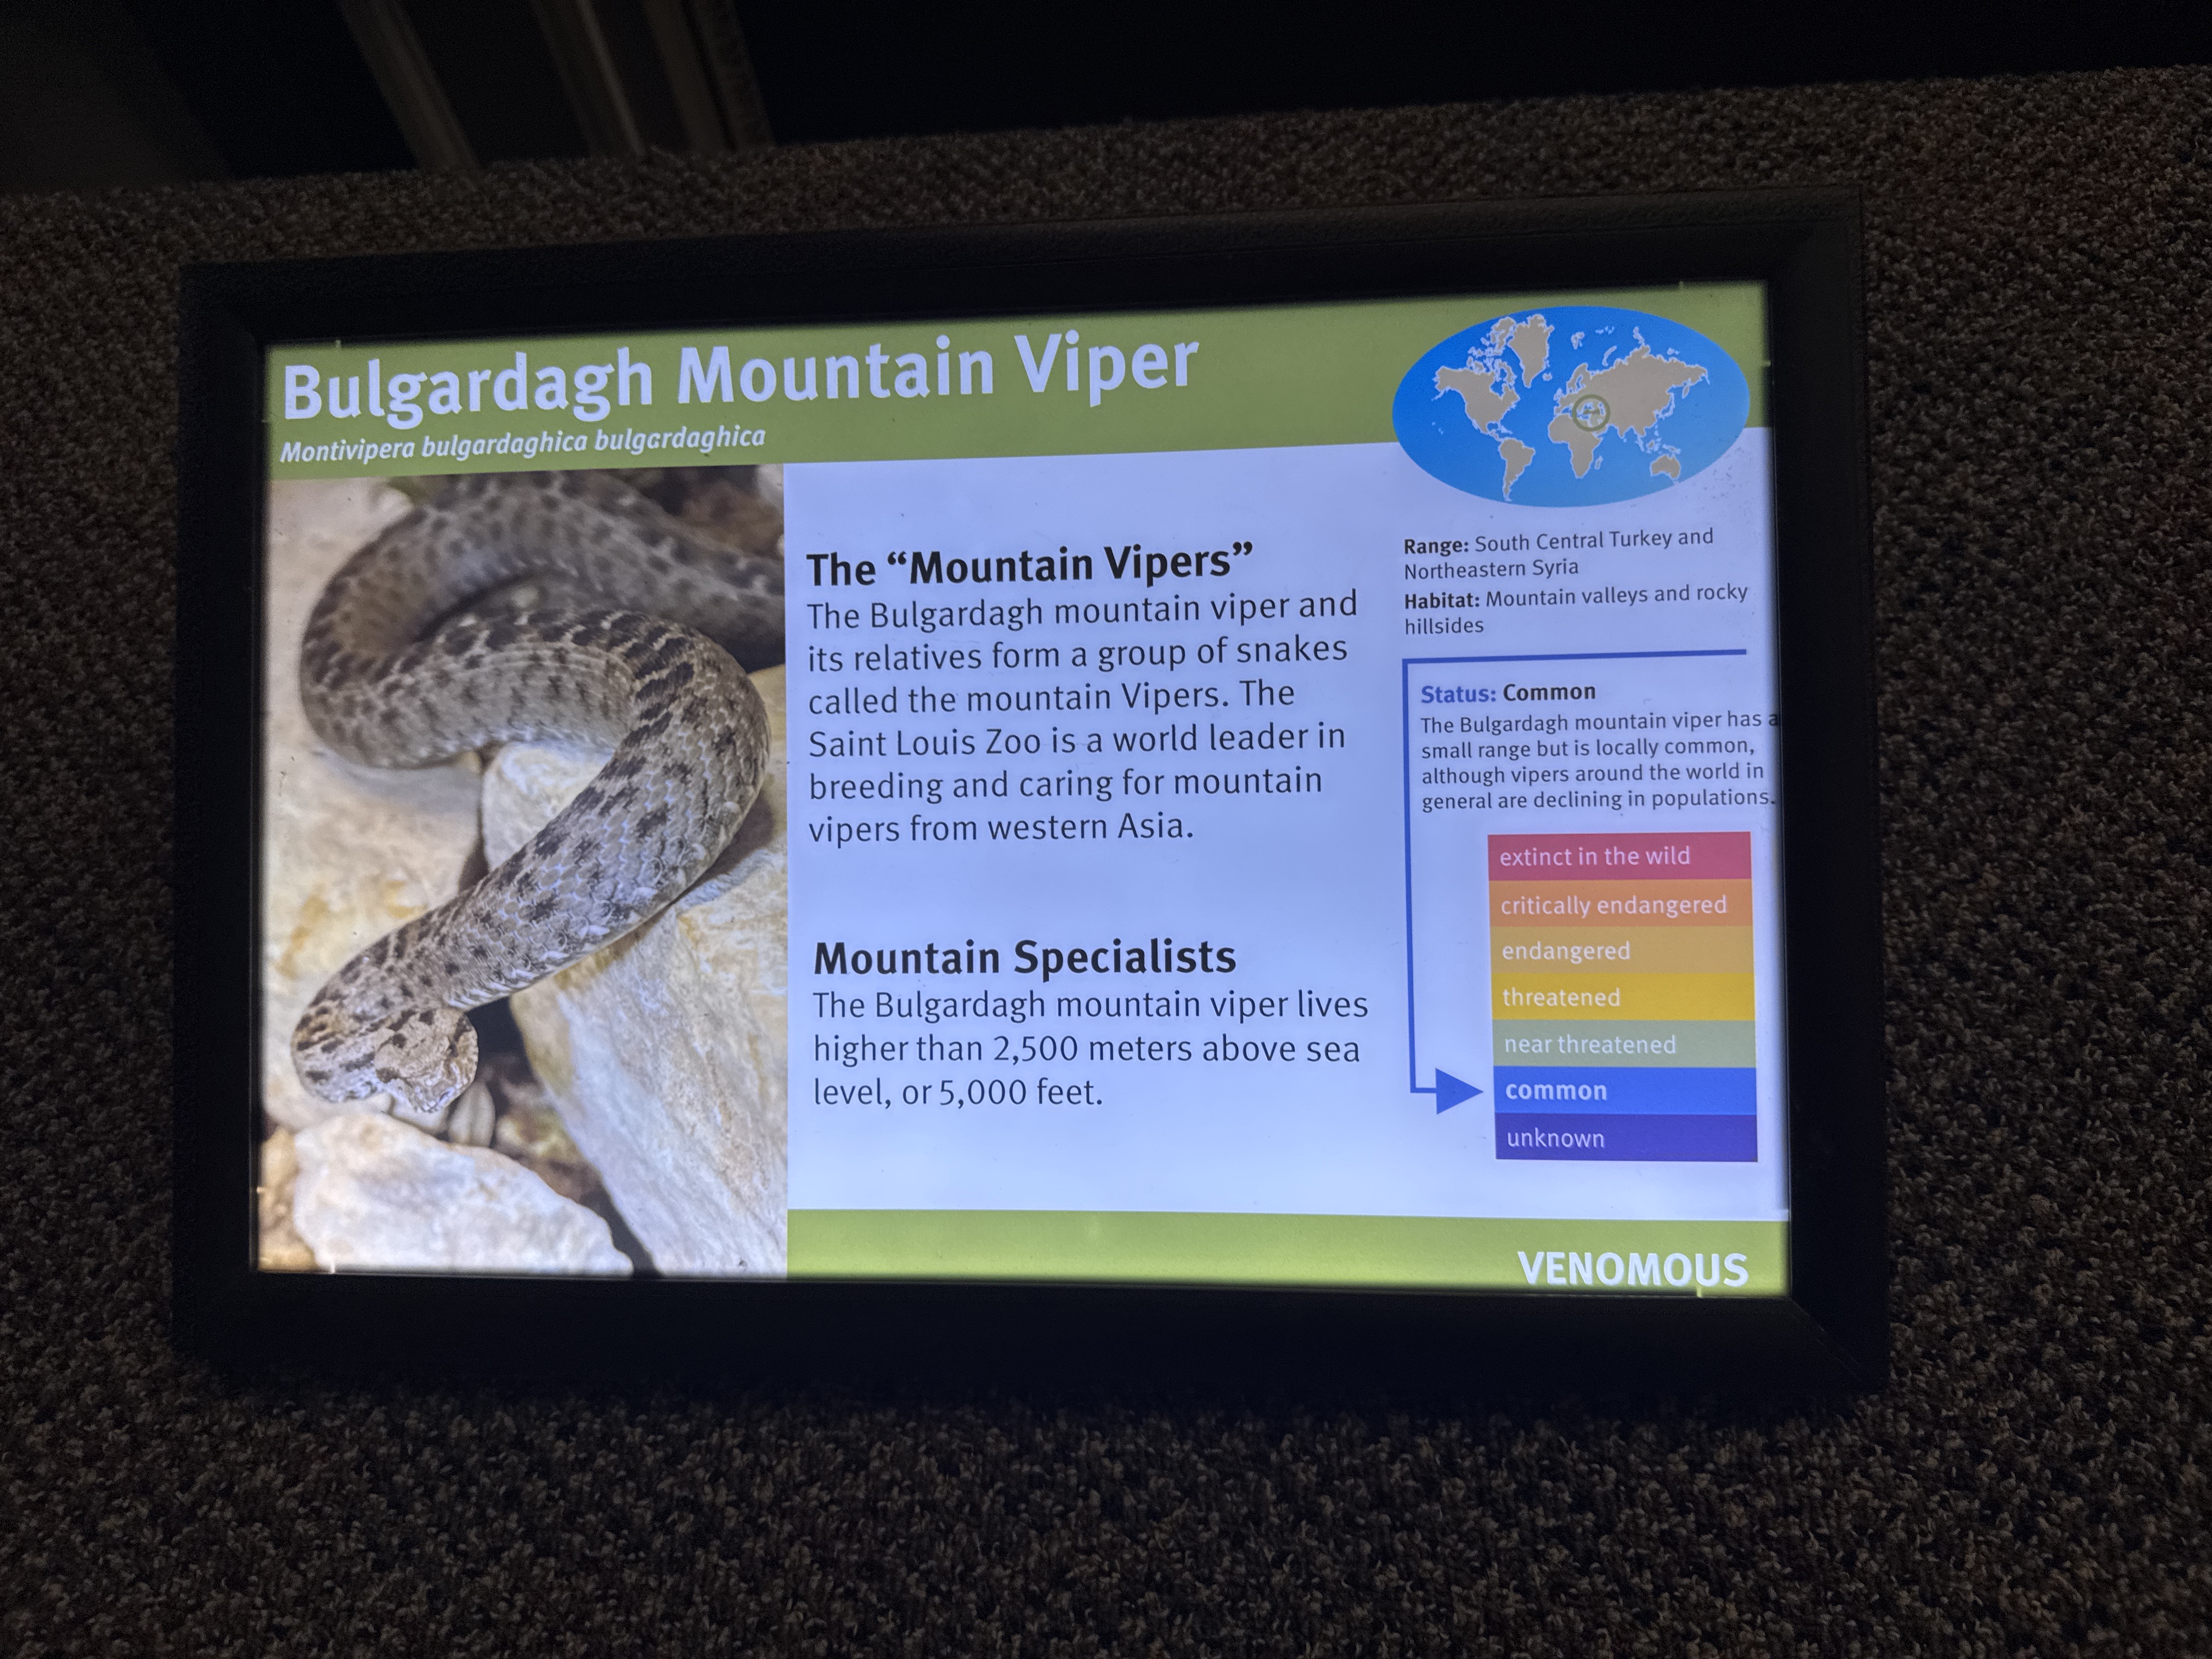 Bulgardagh Mountain Viper
Montivipera bulgardaghica bulgardaghica
The “Mountain Vipers”
The Bulgardagh mountain viper and
its relatives form a group of snakes
called the mountain Vipers. The
Saint Louis Zoo is a world leader in
breeding and caring for mountain
vipers from western Asia.
Mountain Specialists
The Bulgardagh mountain viper lives
higher than 2,500 meters above sea
level, or 5,000 feet.
Range: South Central Turkey and
Northeastern Syria
Habitat: Mountain valleys and rocky
hillsides
Status: Common
The Bulgardagh mountain viper has a
small range but is locally common,
although vipers around the world in
general are declining in populations.
extinct in the wild
critically endangered
endangered
threatened
near threatened
common
unknown
VENOMOUS